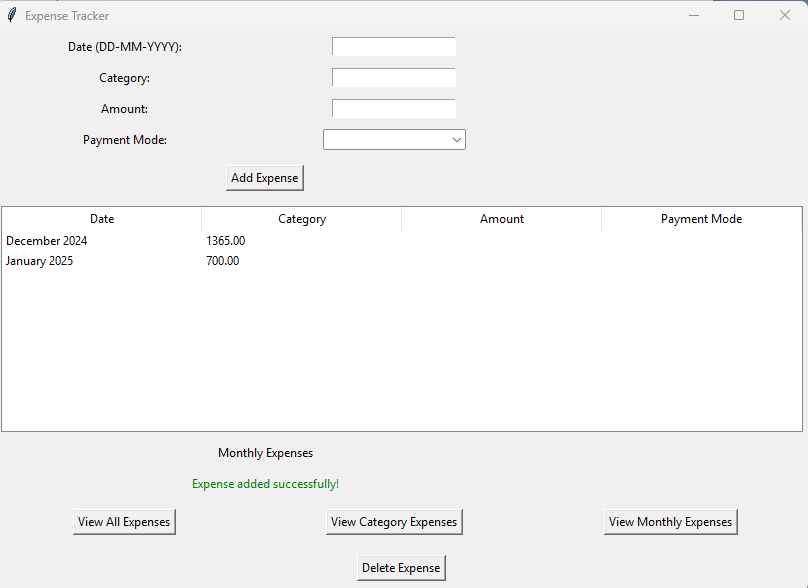 Expense Tracker
Date (DD-MM-YYYY):
Category:
Amount:
Payment Mode:
Add Expense
Date Category Amount Payment Mode
December 2024 1365.00
January 2025 700.00
Monthly Expenses
Expense added successfully!
View All Expenses View Category Expenses View Monthly Expenses
Delete Expense